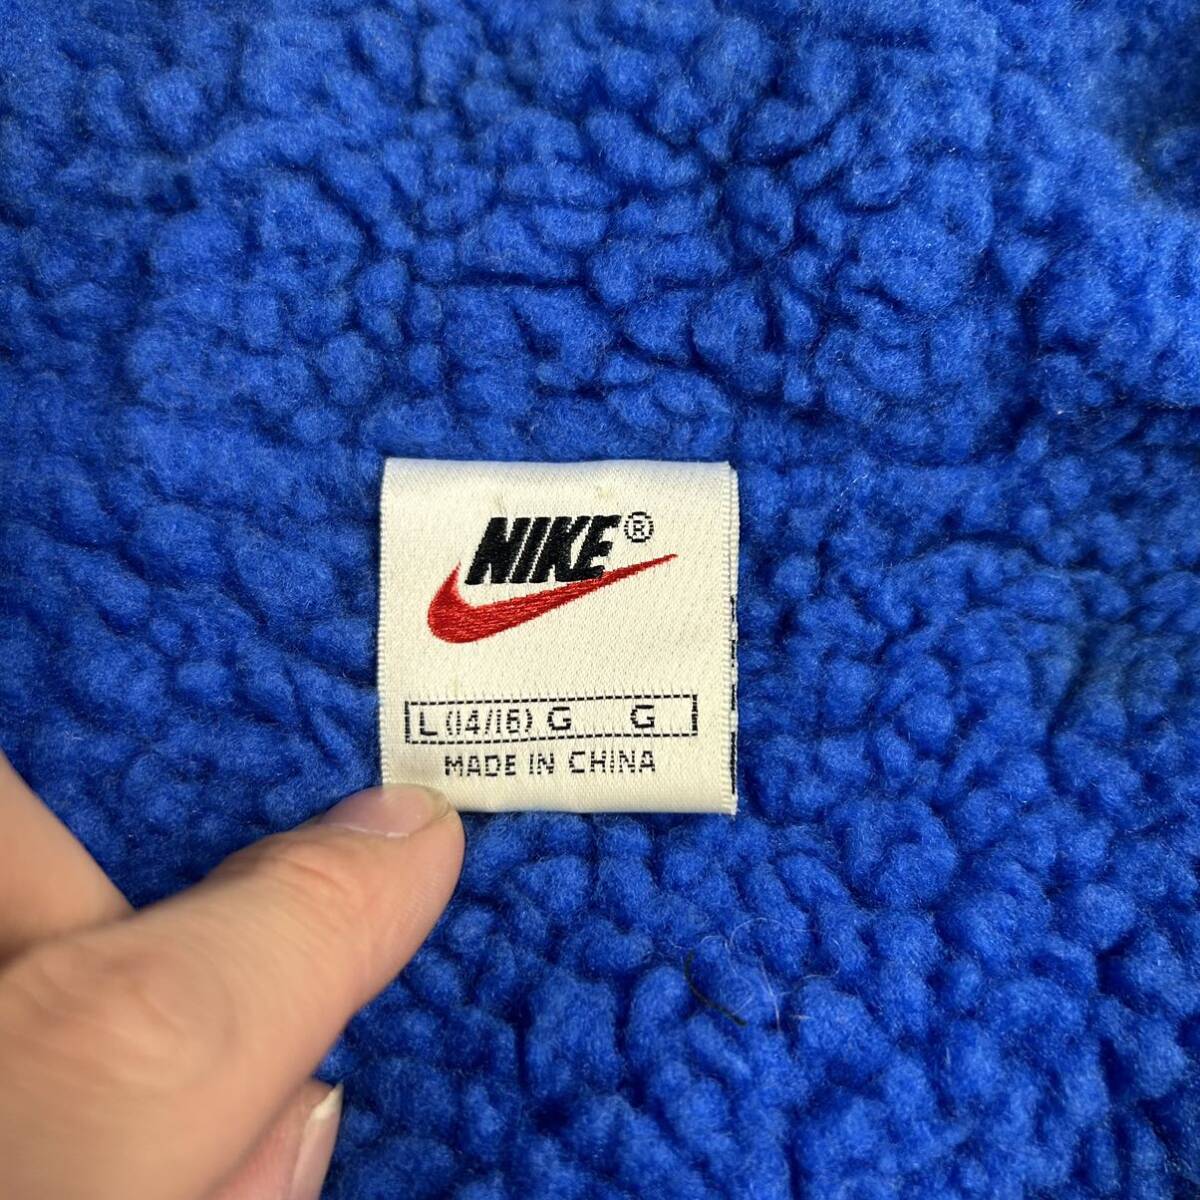 NIKE®
L (14/16) G G
MADE IN CHINA